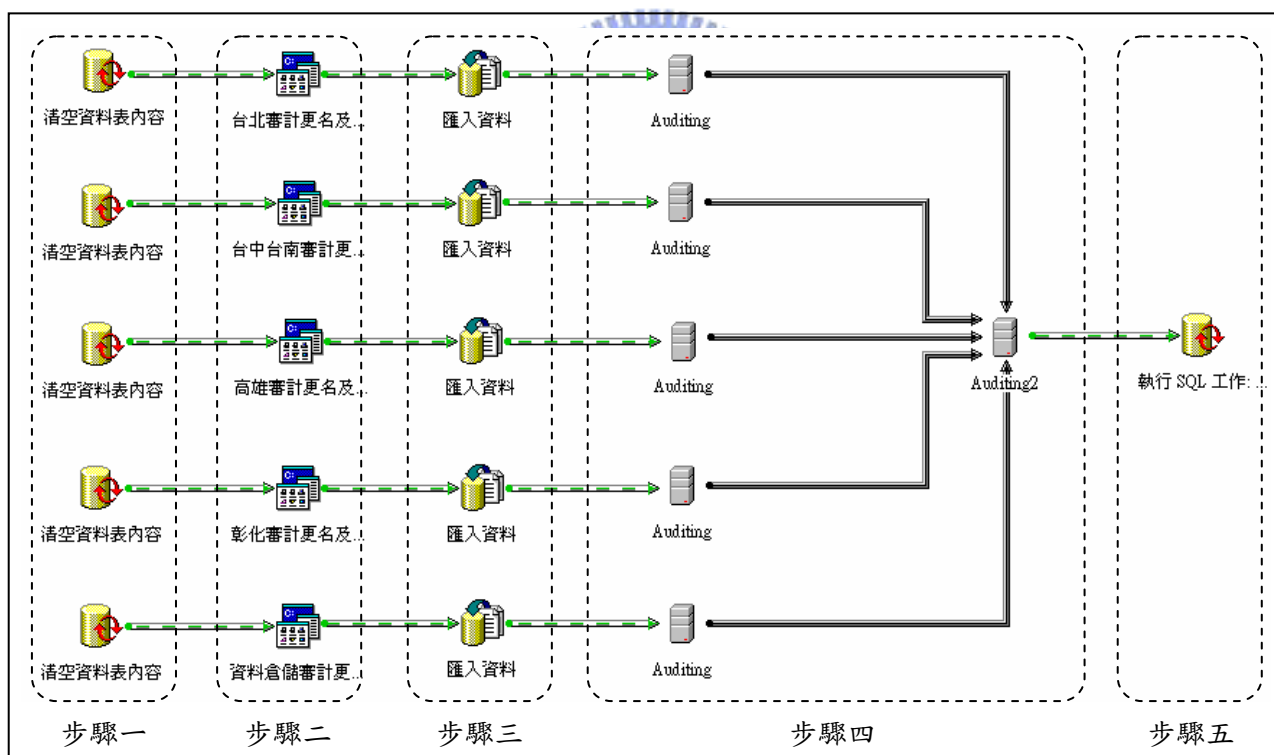 清空資料表內容 台北審計更名及... 匯入資料 Auditing
清空資料表內容 台中台南審計更... 匯入資料 Auditing
清空資料表內容 高雄審計更名及... 匯入資料 Auditing Auditing2 執行 SQL 工作: ...
清空資料表內容 彰化審計更名及... 匯入資料 Auditing
清空資料表內容 資料倉儲審計更... 匯入資料 Auditing
步驟一 步驟二 步驟三 步驟四 步驟五